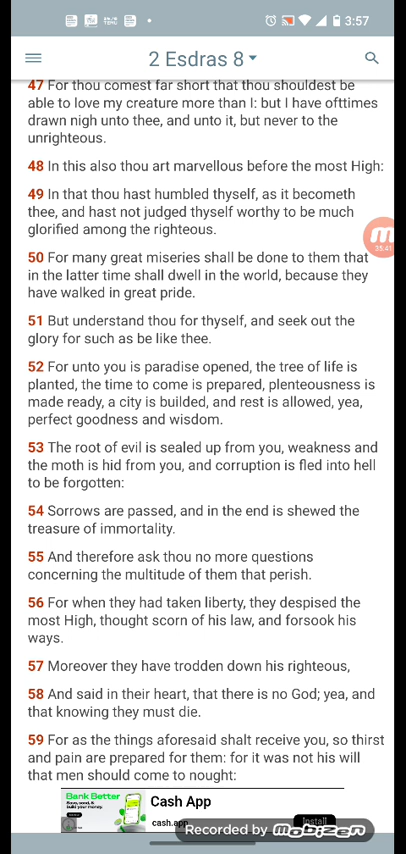 3:57
2 Esdras 8
47 For thou comest far short that thou shouldest be
able to love my creature more than I: but I have ofttimes
drawn nigh unto thee, and unto it, but never to the
unrighteous.
48 In this also thou art marvellous before the most High:
49 In that thou hast humbled thyself, as it becometh
thee, and hast not judged thyself worthy to be much
glorified among the righteous.
35:41
50 For many great miseries shall be done to them that
in the latter time shall dwell in the world, because they
have walked in great pride.
51 But understand thou for thyself, and seek out the
glory for such as be like thee.
52 For unto you is paradise opened, the tree of life is
planted, the time to come is prepared, plenteousness is
made ready, a city is builded, and rest is allowed, yea,
perfect goodness and wisdom.
53 The root of evil is sealed up from you, weakness and
the moth is hid from you, and corruption is fled into hell
to be forgotten:
54 Sorrows are passed, and in the end is shewed the
treasure of immortality.
55 And therefore ask thou no more questions
concerning the multitude of them that perish.
56 For when they had taken liberty, they despised the
most High, thought scorn of his law, and forsook his
ways.
57 Moreover they have trodden down his righteous,
58 And said in their heart, that there is no God; yea, and
that knowing they must die.
59 For as the things aforesaid shalt receive you, so thirst
and pain are prepared for them: for it was not his will
that men should come to nought:
Bank Better
Cash App
cash.app
Install
Recorded by mobizen